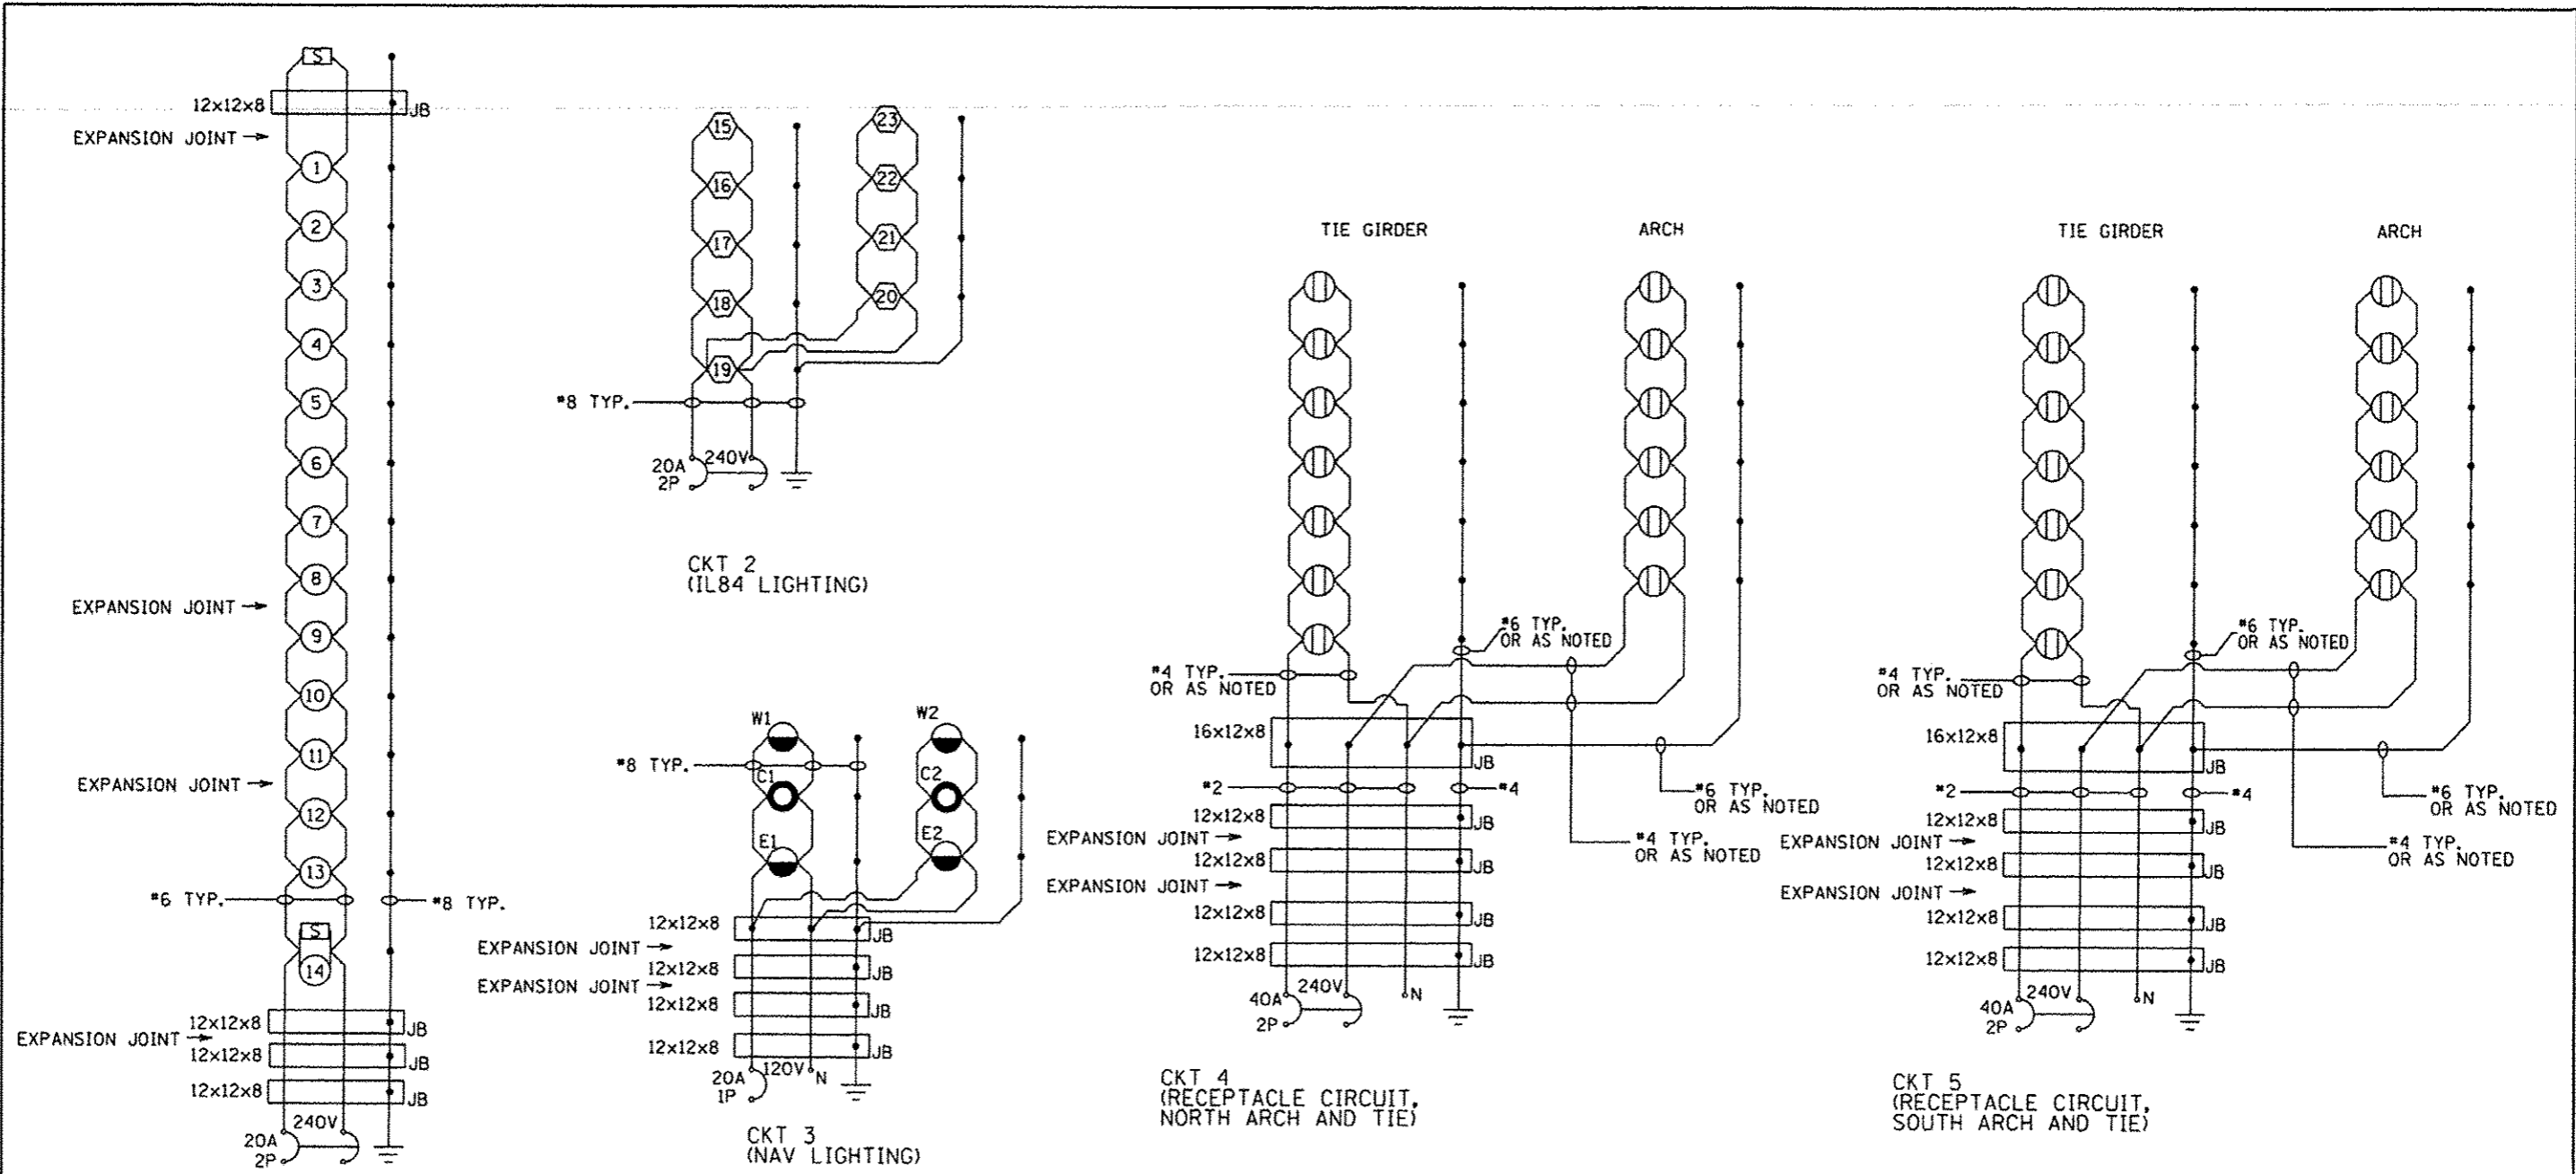 S
12x12x8
JB
EXPANSION JOINT
1
2
3
4
5
6
7
8
EXPANSION JOINT
9
10
11
EXPANSION JOINT
12
13
#6 TYP.
#8 TYP.
S
14
12x12x8
JB
EXPANSION JOINT
12x12x8
JB
12x12x8
JB
20A
2P
240V
15
16
17
18
19
23
22
21
20
#8 TYP.
20A
2P
240V
CKT 2
(IL84 LIGHTING)
W1
W2
#8 TYP.
C1
C2
E1
E2
12x12x8
JB
EXPANSION JOINT
12x12x8
JB
EXPANSION JOINT
12x12x8
JB
12x12x8
JB
20A
1P
120V
N
CKT 3
(NAV LIGHTING)
TIE GIRDER
ARCH
#6 TYP.
OR AS NOTED
#4 TYP.
OR AS NOTED
16x12x8
JB
#2
#4
#6 TYP.
OR AS NOTED
12x12x8
JB
EXPANSION JOINT
#4 TYP.
OR AS NOTED
12x12x8
JB
EXPANSION JOINT
12x12x8
JB
12x12x8
JB
40A
2P
240V
N
CKT 4
(RECEPTACLE CIRCUIT,
NORTH ARCH AND TIE)
TIE GIRDER
ARCH
#6 TYP.
OR AS NOTED
#4 TYP.
OR AS NOTED
16x12x8
JB
#2
#4
#6 TYP.
OR AS NOTED
12x12x8
JB
EXPANSION JOINT
#4 TYP.
OR AS NOTED
12x12x8
JB
EXPANSION JOINT
12x12x8
JB
12x12x8
JB
40A
2P
240V
N
CKT 5
(RECEPTACLE CIRCUIT,
SOUTH ARCH AND TIE)